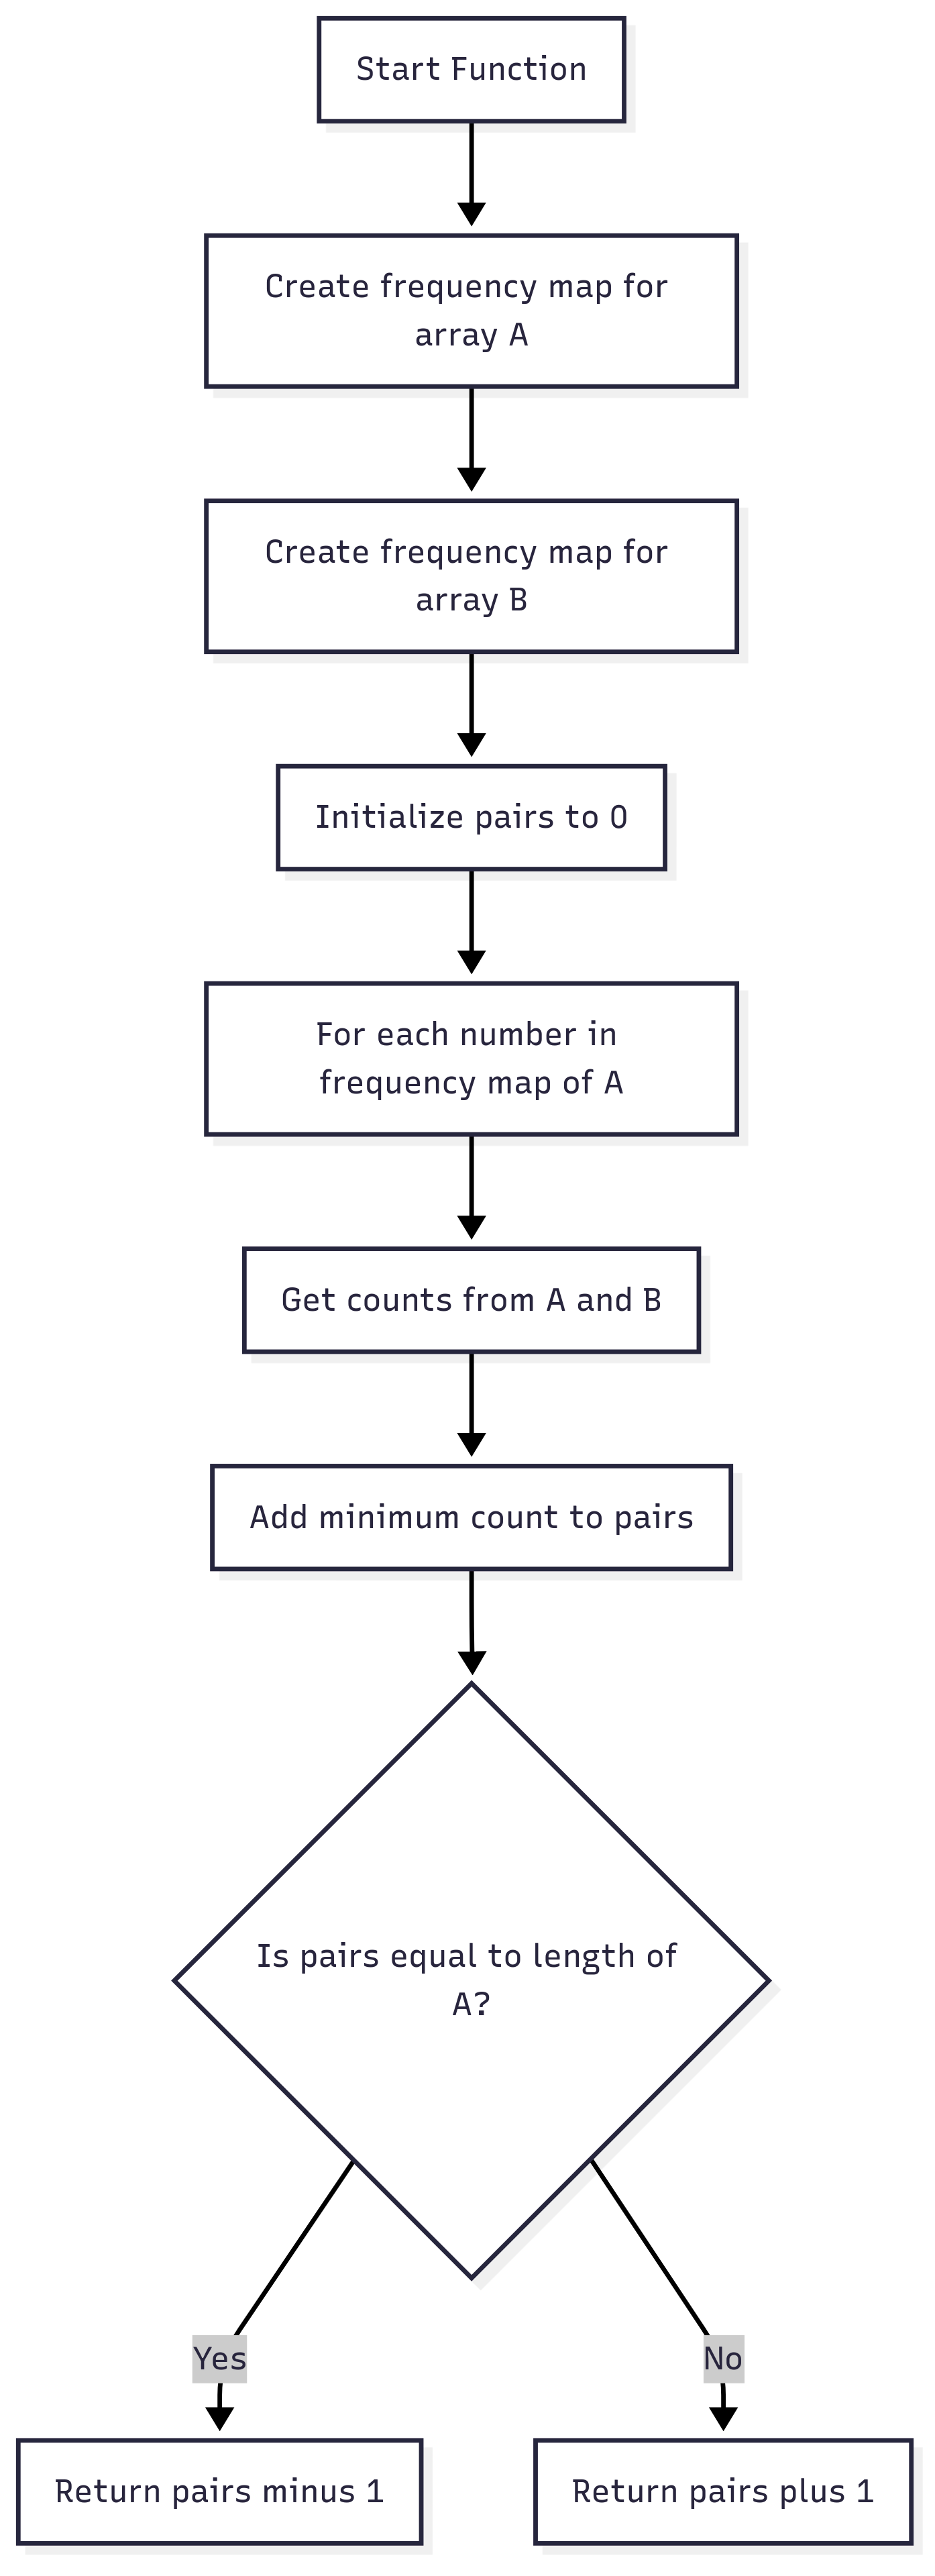 Start Function
Create frequency map for
array A
Create frequency map for
array B
Initialize pairs to 0
For each number in
frequency map of A
Get counts from A and B
Add minimum count to pairs
Is pairs equal to length of
A?
Yes
No
Return pairs minus 1
Return pairs plus 1